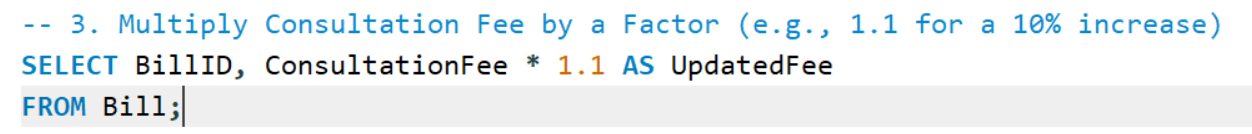 -- 3. Multiply Consultation Fee by a Factor (e.g., 1.1 for a 10% increase)
SELECT BillID, ConsultationFee * 1.1 AS UpdatedFee
FROM Bill;